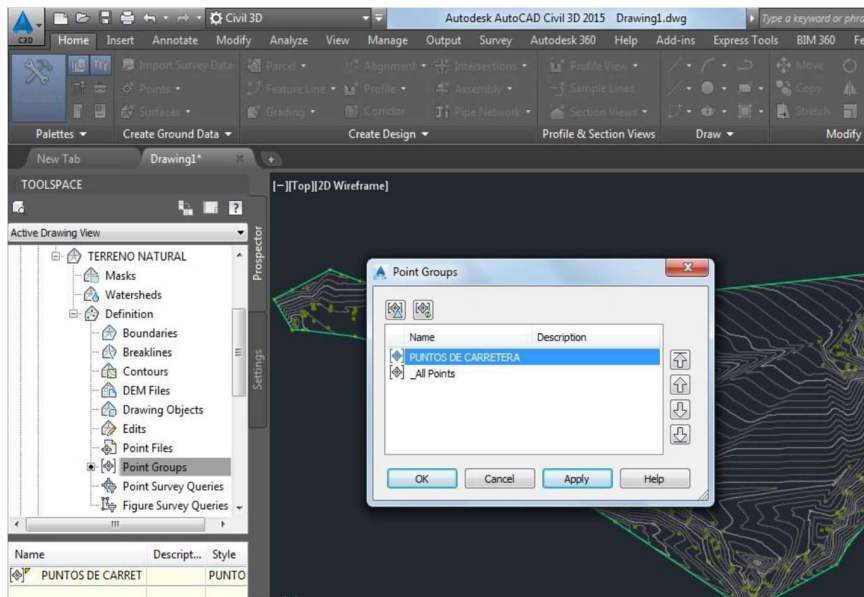 Civil 3D
Autodesk AutoCAD Civil 3D 2015 Drawing1.dwg
Type a keyword or phra
C3D
Home Insert Annotate Modify Analyze View Manage Output Survey Autodesk 360 Help Add-ins Express Tools BIM 360 Fe
Import Survey Data Parcel Alignment Intersections Profile View Move
Points Feature Line Profile Assembly Sample Lines Copy
Surfaces Grading Corridor Pipe Network Section Views Stretch
Palettes Create Ground Data Create Design Profile & Section Views Draw Modify
New Tab Drawing1*
TOOLSPACE
[−][Top][2D Wireframe]
Active Drawing View
Prospector
Settings
TERRENO NATURAL
Masks
Watersheds
Definition
Boundaries
Breaklines
Contours
DEM Files
Drawing Objects
Edits
Point Files
Point Groups
Point Survey Queries
Figure Survey Queries
Name Descript... Style
PUNTOS DE CARRET PUNTO
Point Groups
Name Description
PUNTOS DE CARRETERA
_All Points
OK Cancel Apply Help